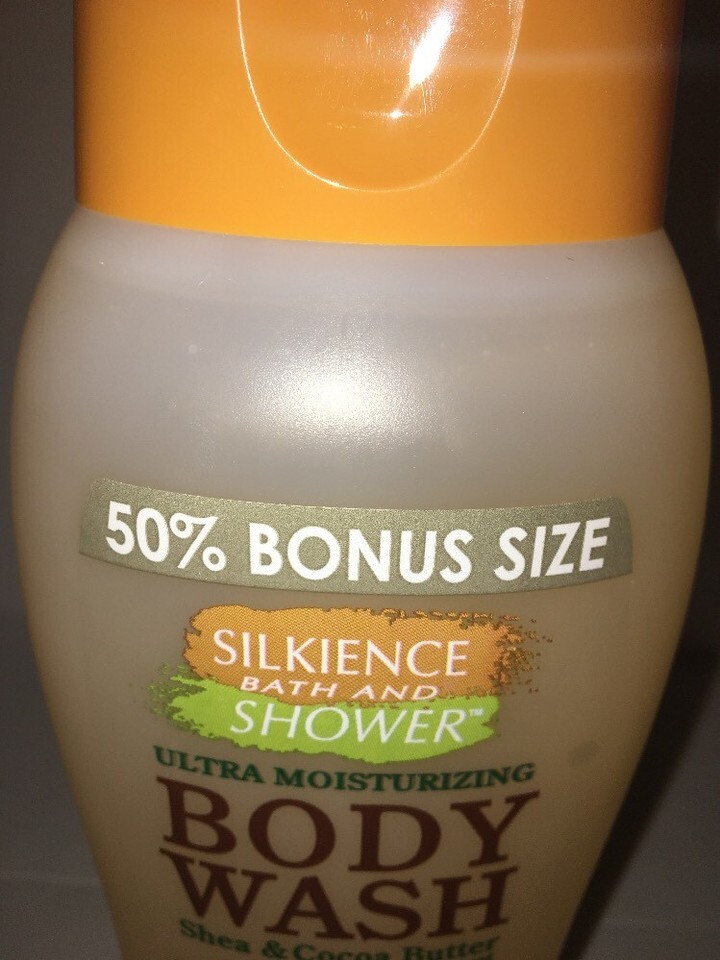 50% BONUS SIZE
SILKIENCE
BATH AND
SHOWER™
ULTRA MOISTURIZING
BODY
WASH
Shea & Cocoa Butter